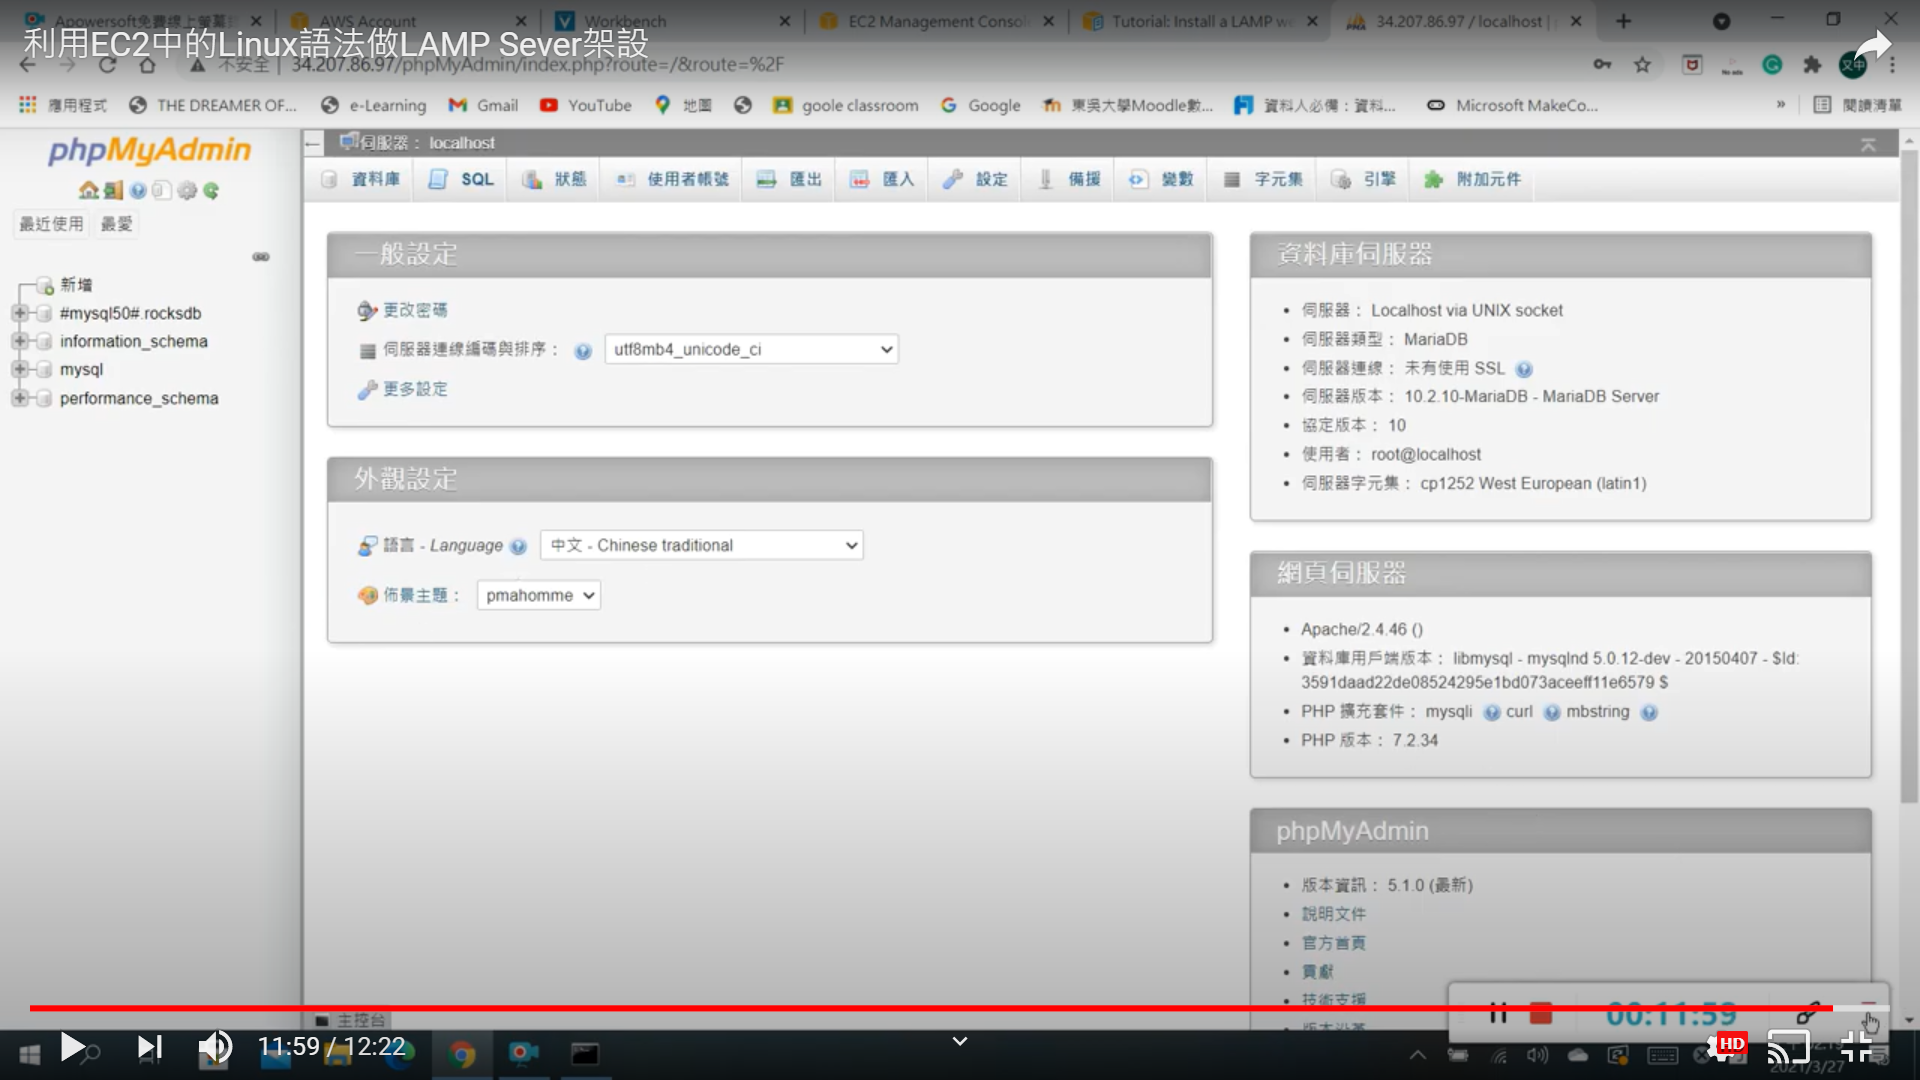 Apowersoft免費線上螢幕
AWS Account
Workbench
EC2 Management Consol
Tutorial: Install a LAMP we
34.207.86.97 / localhost |
利用EC2中的Linux語法做LAMP Sever架設
不安全 | 34.207.86.97/phpMyAdmin/index.php?route=/&route=%2F
應用程式
THE DREAMER OF...
e-Learning
Gmail
YouTube
地圖
goole classroom
Google
東吳大學Moodle數...
資料人必備：資料...
Microsoft MakeCo...
»
閱讀清單
phpMyAdmin
最近使用 最愛
新增
#mysql50#.rocksdb
information_schema
mysql
performance_schema
伺服器： localhost
資料庫
SQL
狀態
使用者帳號
匯出
匯入
設定
備援
變數
字元集
引擎
附加元件
一般設定
更改密碼
伺服器連線編碼與排序： utf8mb4_unicode_ci
更多設定
外觀設定
語言 - Language 中文 - Chinese traditional
佈景主題： pmahomme
資料庫伺服器
伺服器： Localhost via UNIX socket
伺服器類型： MariaDB
伺服器連線： 未有使用 SSL
伺服器版本： 10.2.10-MariaDB - MariaDB Server
協定版本： 10
使用者： root@localhost
伺服器字元集： cp1252 West European (latin1)
網頁伺服器
Apache/2.4.46 ()
資料庫用戶端版本： libmysql - mysqlnd 5.0.12-dev - 20150407 - $Id:
3591daad22de08524295e1bd073aceeff11e6579 $
PHP 擴充套件： mysqli curl mbstring
PHP 版本： 7.2.34
phpMyAdmin
版本資訊： 5.1.0 (最新)
說明文件
官方首頁
貢獻
技術支援
版本沿革
主控台
00:11:59
11:59 / 12:22
HD
2021/3/27